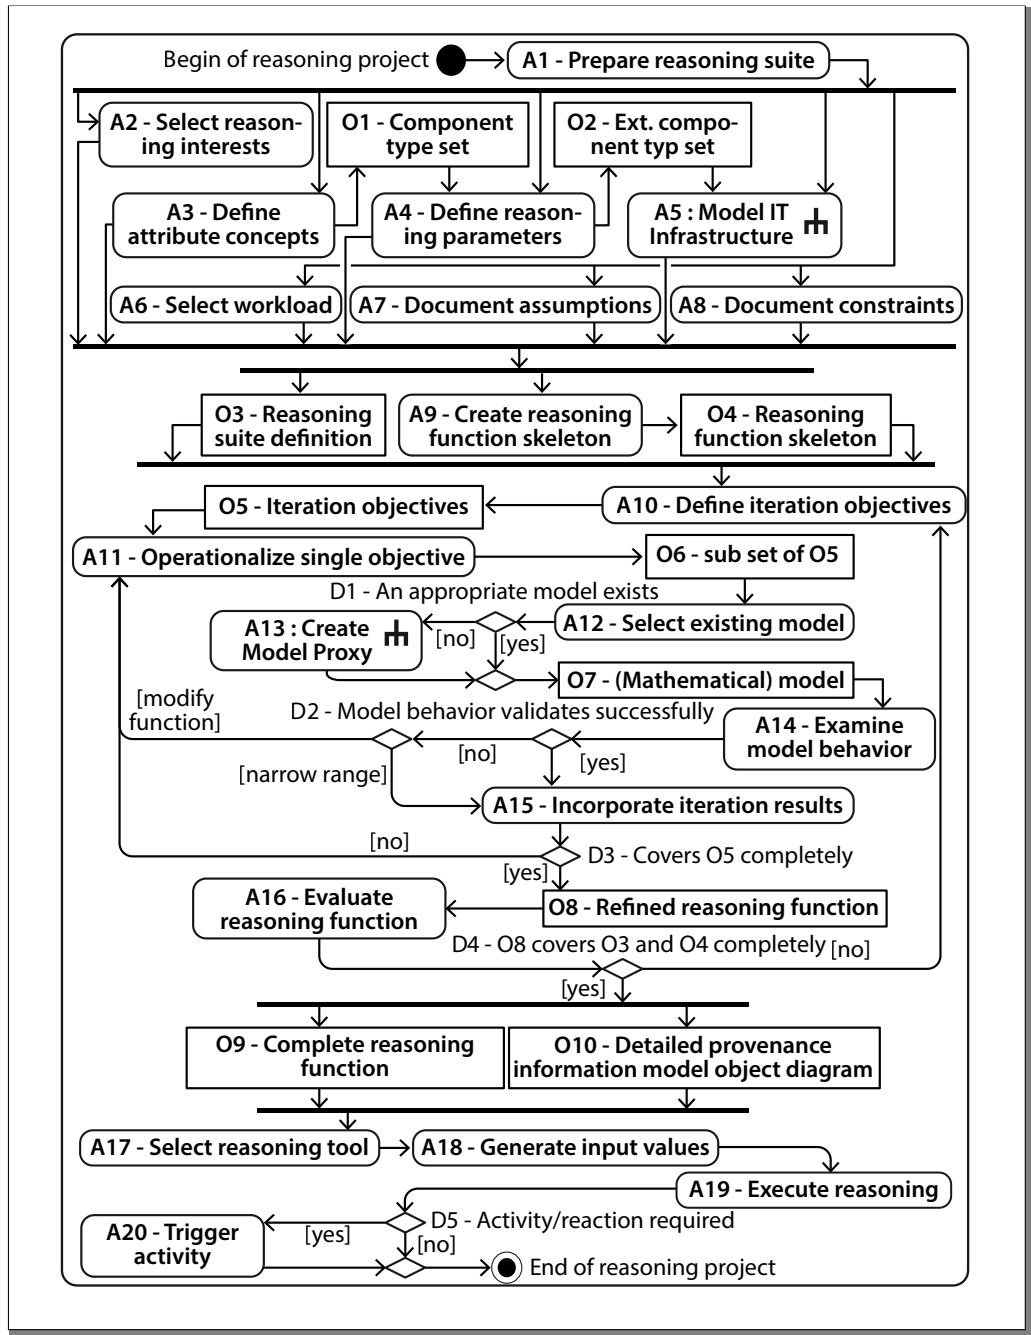 Begin of reasoning project
A1 - Prepare reasoning suite
A2 - Select reason-
ing interests
O1 - Component
type set
O2 - Ext. compo-
nent typ set
A3 - Define
attribute concepts
A4 - Define reason-
ing parameters
A5 : Model IT
Infrastructure
A6 - Select workload
A7 - Document assumptions
A8 - Document constraints
O3 - Reasoning
suite definition
A9 - Create reasoning
function skeleton
O4 - Reasoning
function skeleton
O5 - Iteration objectives
A10 - Define iteration objectives
A11 - Operationalize single objective
O6 - sub set of O5
D1 - An appropriate model exists
A12 - Select existing model
A13 : Create
Model Proxy
[no]
[yes]
O7 - (Mathematical) model
[modify
function]
D2 - Model behavior validates successfully
A14 - Examine
model behavior
[no]
[yes]
[narrow range]
A15 - Incorporate iteration results
[no]
D3 - Covers O5 completely
[yes]
A16 - Evaluate
reasoning function
O8 - Refined reasoning function
D4 - O8 covers O3 and O4 completely
[no]
[yes]
O9 - Complete reasoning
function
O10 - Detailed provenance
information model object diagram
A17 - Select reasoning tool
A18 - Generate input values
A19 - Execute reasoning
A20 - Trigger
activity
[yes]
D5 - Activity/reaction required
[no]
End of reasoning project